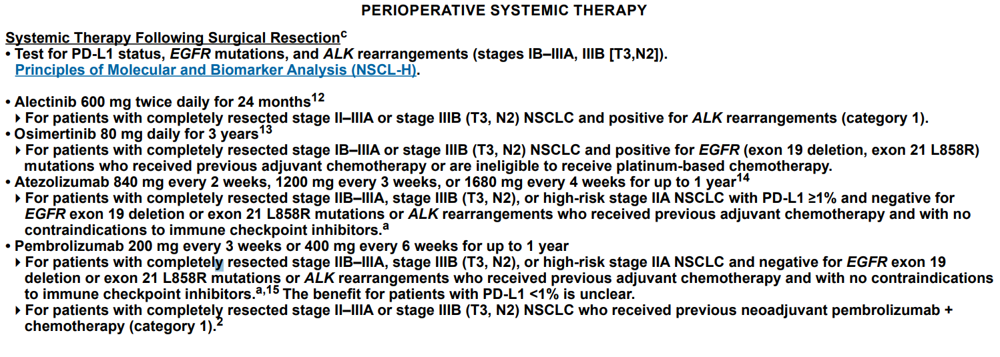 PERIOPERATIVE SYSTEMIC THERAPY
Systemic Therapy Following Surgical Resectionc
• Test for PD-L1 status, EGFR mutations, and ALK rearrangements (stages IB–IIIA, IIIB [T3,N2]).
Principles of Molecular and Biomarker Analysis (NSCL-H).
• Alectinib 600 mg twice daily for 24 months12
‣ For patients with completely resected stage II–IIIA or stage IIIB (T3, N2) NSCLC and positive for ALK rearrangements (category 1).
• Osimertinib 80 mg daily for 3 years13
‣ For patients with completely resected stage IB–IIIA or stage IIIB (T3, N2) NSCLC and positive for EGFR (exon 19 deletion, exon 21 L858R)
mutations who received previous adjuvant chemotherapy or are ineligible to receive platinum-based chemotherapy.
• Atezolizumab 840 mg every 2 weeks, 1200 mg every 3 weeks, or 1680 mg every 4 weeks for up to 1 year14
‣ For patients with completely resected stage IIB–IIIA, stage IIIB (T3, N2), or high-risk stage IIA NSCLC with PD-L1 ≥1% and negative for
EGFR exon 19 deletion or exon 21 L858R mutations or ALK rearrangements who received previous adjuvant chemotherapy and with no
contraindications to immune checkpoint inhibitors.a
• Pembrolizumab 200 mg every 3 weeks or 400 mg every 6 weeks for up to 1 year
‣ For patients with completely resected stage IIB–IIIA, stage IIIB (T3, N2), or high-risk stage IIA NSCLC and negative for EGFR exon 19
deletion or exon 21 L858R mutations or ALK rearrangements who received previous adjuvant chemotherapy and with no contraindications
to immune checkpoint inhibitors.a,15 The benefit for patients with PD-L1 <1% is unclear.
‣ For patients with completely resected stage II–IIIA or stage IIIB (T3, N2) NSCLC who received previous neoadjuvant pembrolizumab +
chemotherapy (category 1).2